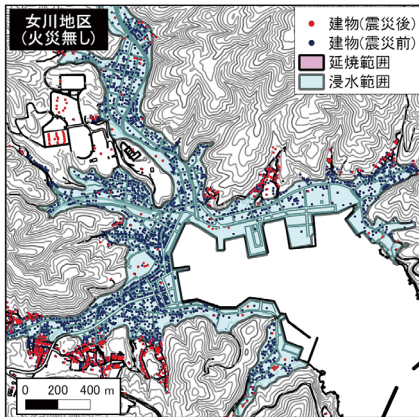 女川地区
(火災無し)
建物(震災後)
建物(震災前)
延焼範囲
浸水範囲
0 200 400 m